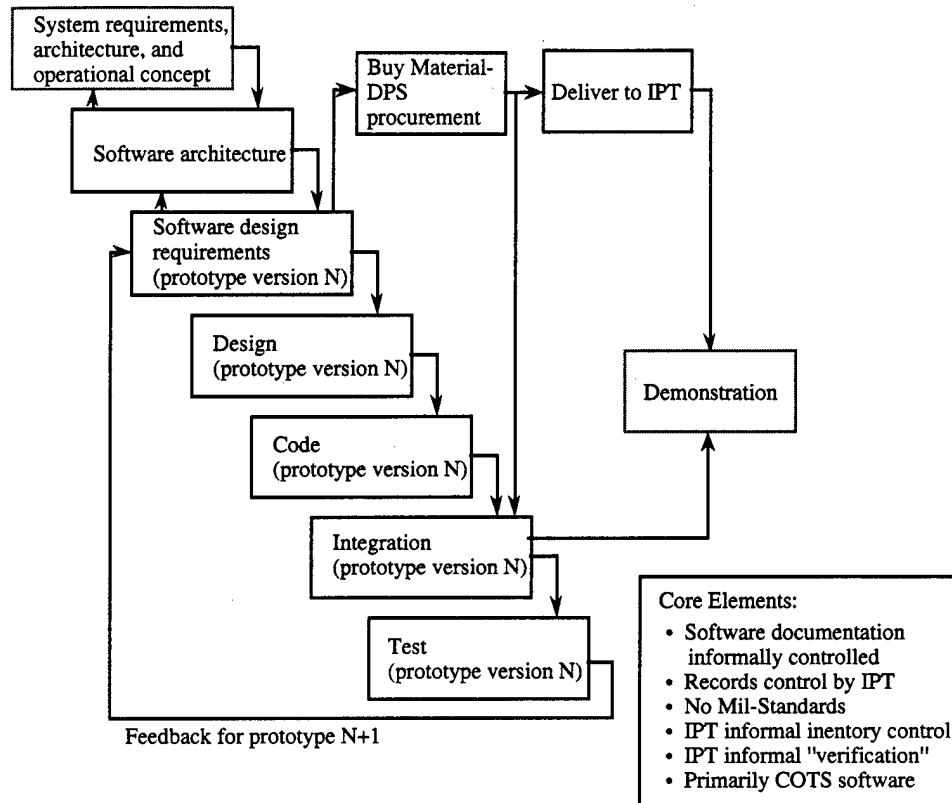 System requirements,
architecture, and
operational concept
Buy Material-
DPS
procurement
Deliver to IPT
Software architecture
Software design
requirements
(prototype version N)
Design
(prototype version N)
Demonstration
Code
(prototype version N)
Integration
(prototype version N)
Test
(prototype version N)
Feedback for prototype N+1
Core Elements:
• Software documentation
informally controlled
• Records control by IPT
• No Mil-Standards
• IPT informal inentory control
• IPT informal "verification"
• Primarily COTS software